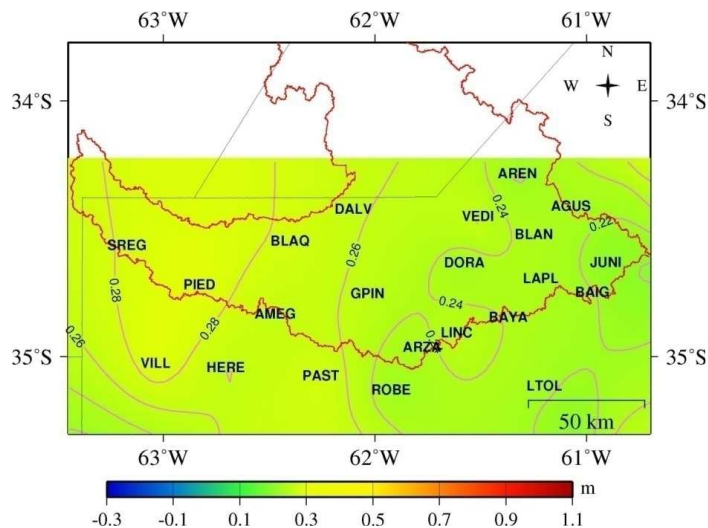 63°W 62°W 61°W
N
34°S W E 34°S
S
AREN
DALV AGUS
VEDI 0.24 0.22
SREG BLAQ BLAN
0.26
DORA JUNI
PIED LAPL
0.28 GPIN BAIG
0.24
AMEG BAYA
0.28 LINC
0.26 ARZA
35°S VILL HERE 35°S
PAST ROBE LTOL
50 km
63°W 62°W 61°W
m
-0.3 -0.1 0.1 0.3 0.5 0.7 0.9 1.1